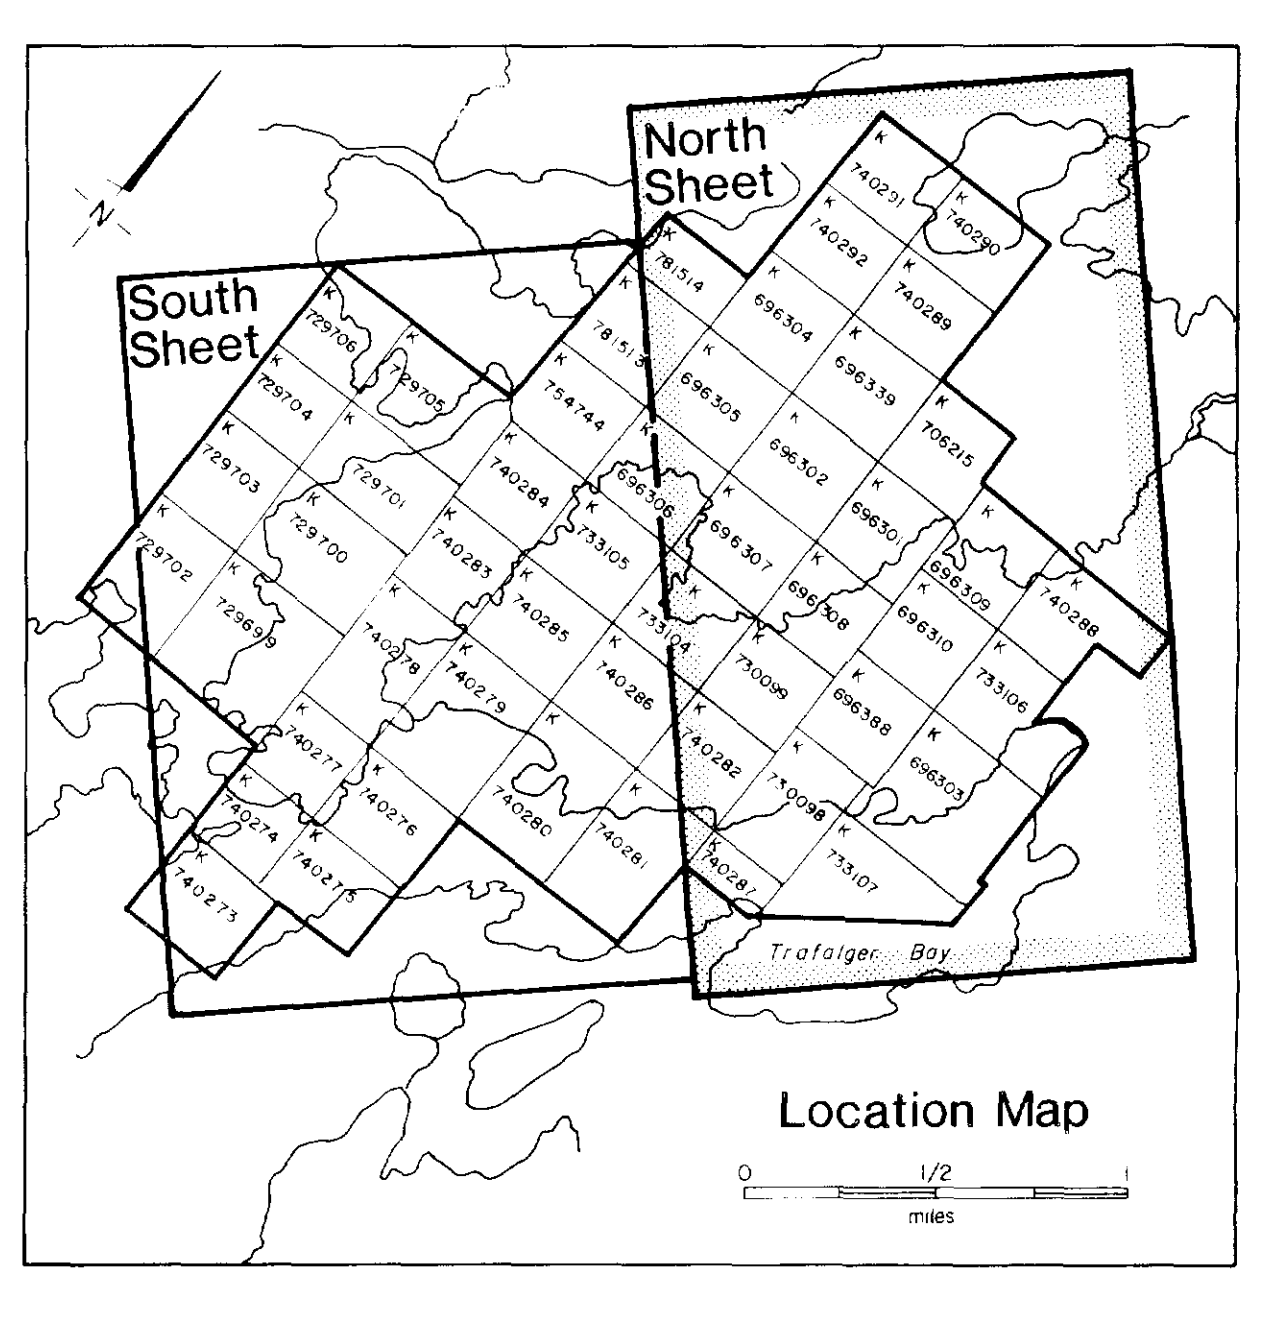 North
Sheet
South
Sheet
N
K
740291
K
740290
K
740292
K
740289
K
781514
K
696304
K
696339
K
706215
K
781513
K
696305
K
696302
K
696301
K
696309
K
740288
K
729706
K
729705
K
754744
K
729704
K
729701
K
740284
K
696306
K
696307
K
696308
K
696310
K
733106
K
729703
K
729700
K
740283
K
733105
K
733104
K
730099
K
696388
K
696303
K
729702
K
729699
K
740278
K
740285
K
740286
K
740282
K
730098
K
733107
K
740279
K
740277
K
740276
K
740280
K
740281
K
740287
K
740274
K
740275
K
740273
Trafalger Bay
Location Map
0 1/2 1
miles